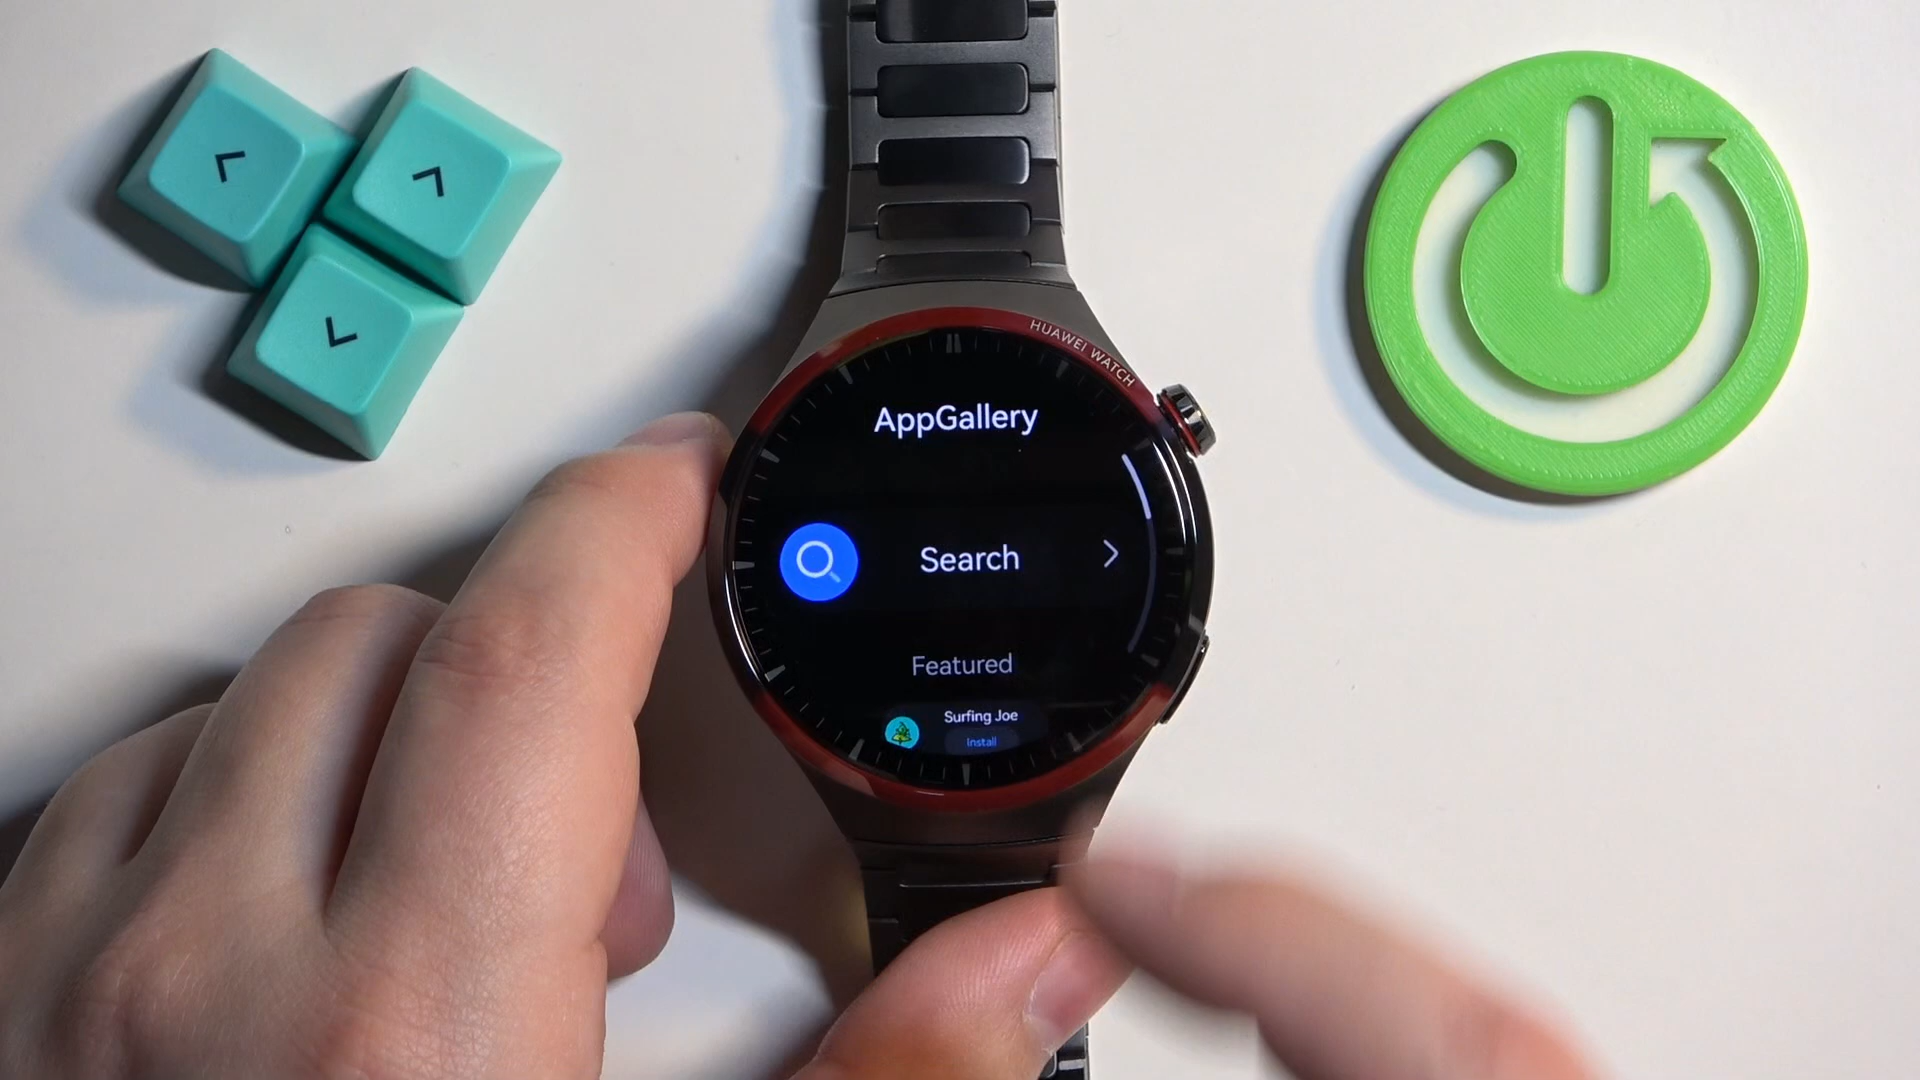 HUAWEI WATCH
AppGallery
Search
Featured
Surfing Joe
Install